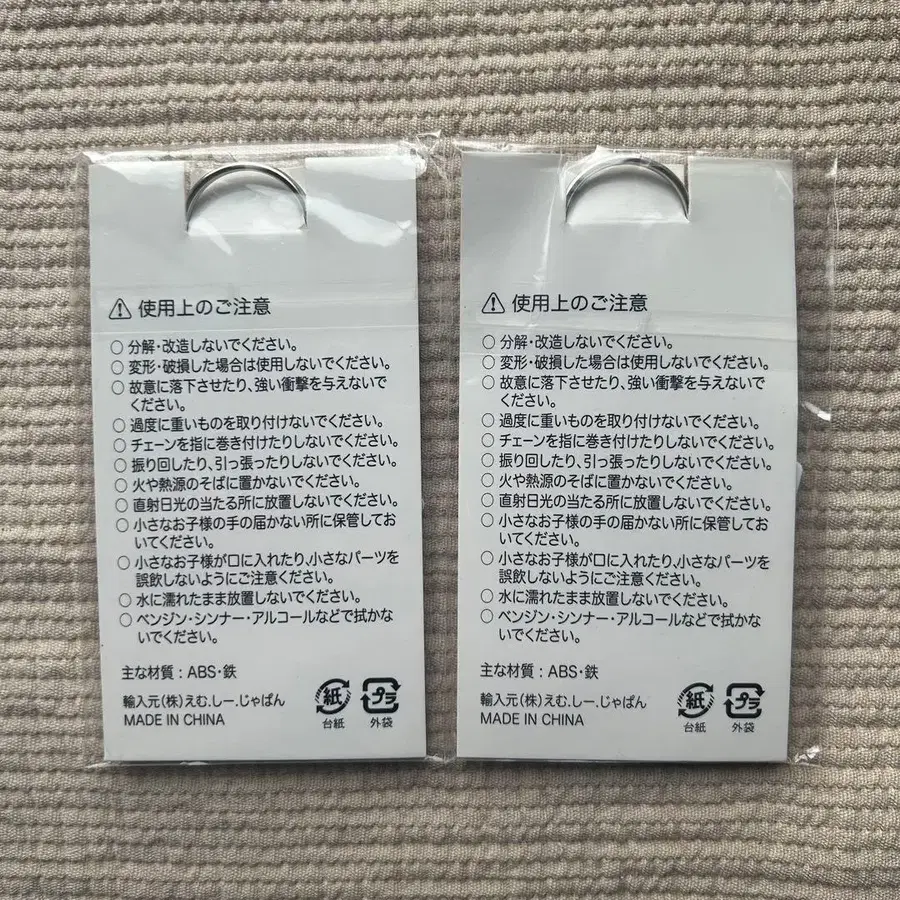 ⚠ 使用上のご注意
○ 分解・改造しないでください。
○ 変形・破損した場合は使用しないでください。
○ 故意に落下させたり、強い衝撃を与えないで
ください。
○ 過度に重いものを取り付けないでください。
○ チェーンを指に巻き付けたりしないでください。
○ 振り回したり、引っ張ったりしないでください。
○ 火や熱源のそばに置かないでください。
○ 直射日光の当たる所に放置しないでください。
○ 小さなお子様の手の届かない所に保管してお
いてください。
○ 小さなお子様が口に入れたり、小さなパーツを
誤飲しないようにご注意ください。
○ 水に濡れたまま放置しないでください。
○ ベンジン・シンナー・アルコールなどで拭かな
いでください。
主な材質：ABS・鉄
輸入元(株)えむ.しー.じゃぱん
MADE IN CHINA
紙 プラ
台紙 外袋
⚠ 使用上のご注意
○ 分解・改造しないでください。
○ 変形・破損した場合は使用しないでください。
○ 故意に落下させたり、強い衝撃を与えないで
ください。
○ 過度に重いものを取り付けないでください。
○ チェーンを指に巻き付けたりしないでください。
○ 振り回したり、引っ張ったりしないでください。
○ 火や熱源のそばに置かないでください。
○ 直射日光の当たる所に放置しないでください。
○ 小さなお子様の手の届かない所に保管してお
いてください。
○ 小さなお子様が口に入れたり、小さなパーツを
誤飲しないようにご注意ください。
○ 水に濡れたまま放置しないでください。
○ ベンジン・シンナー・アルコールなどで拭かな
いでください。
主な材質：ABS・鉄
輸入元(株)えむ.しー.じゃぱん
MADE IN CHINA
紙 プラ
台紙 外袋